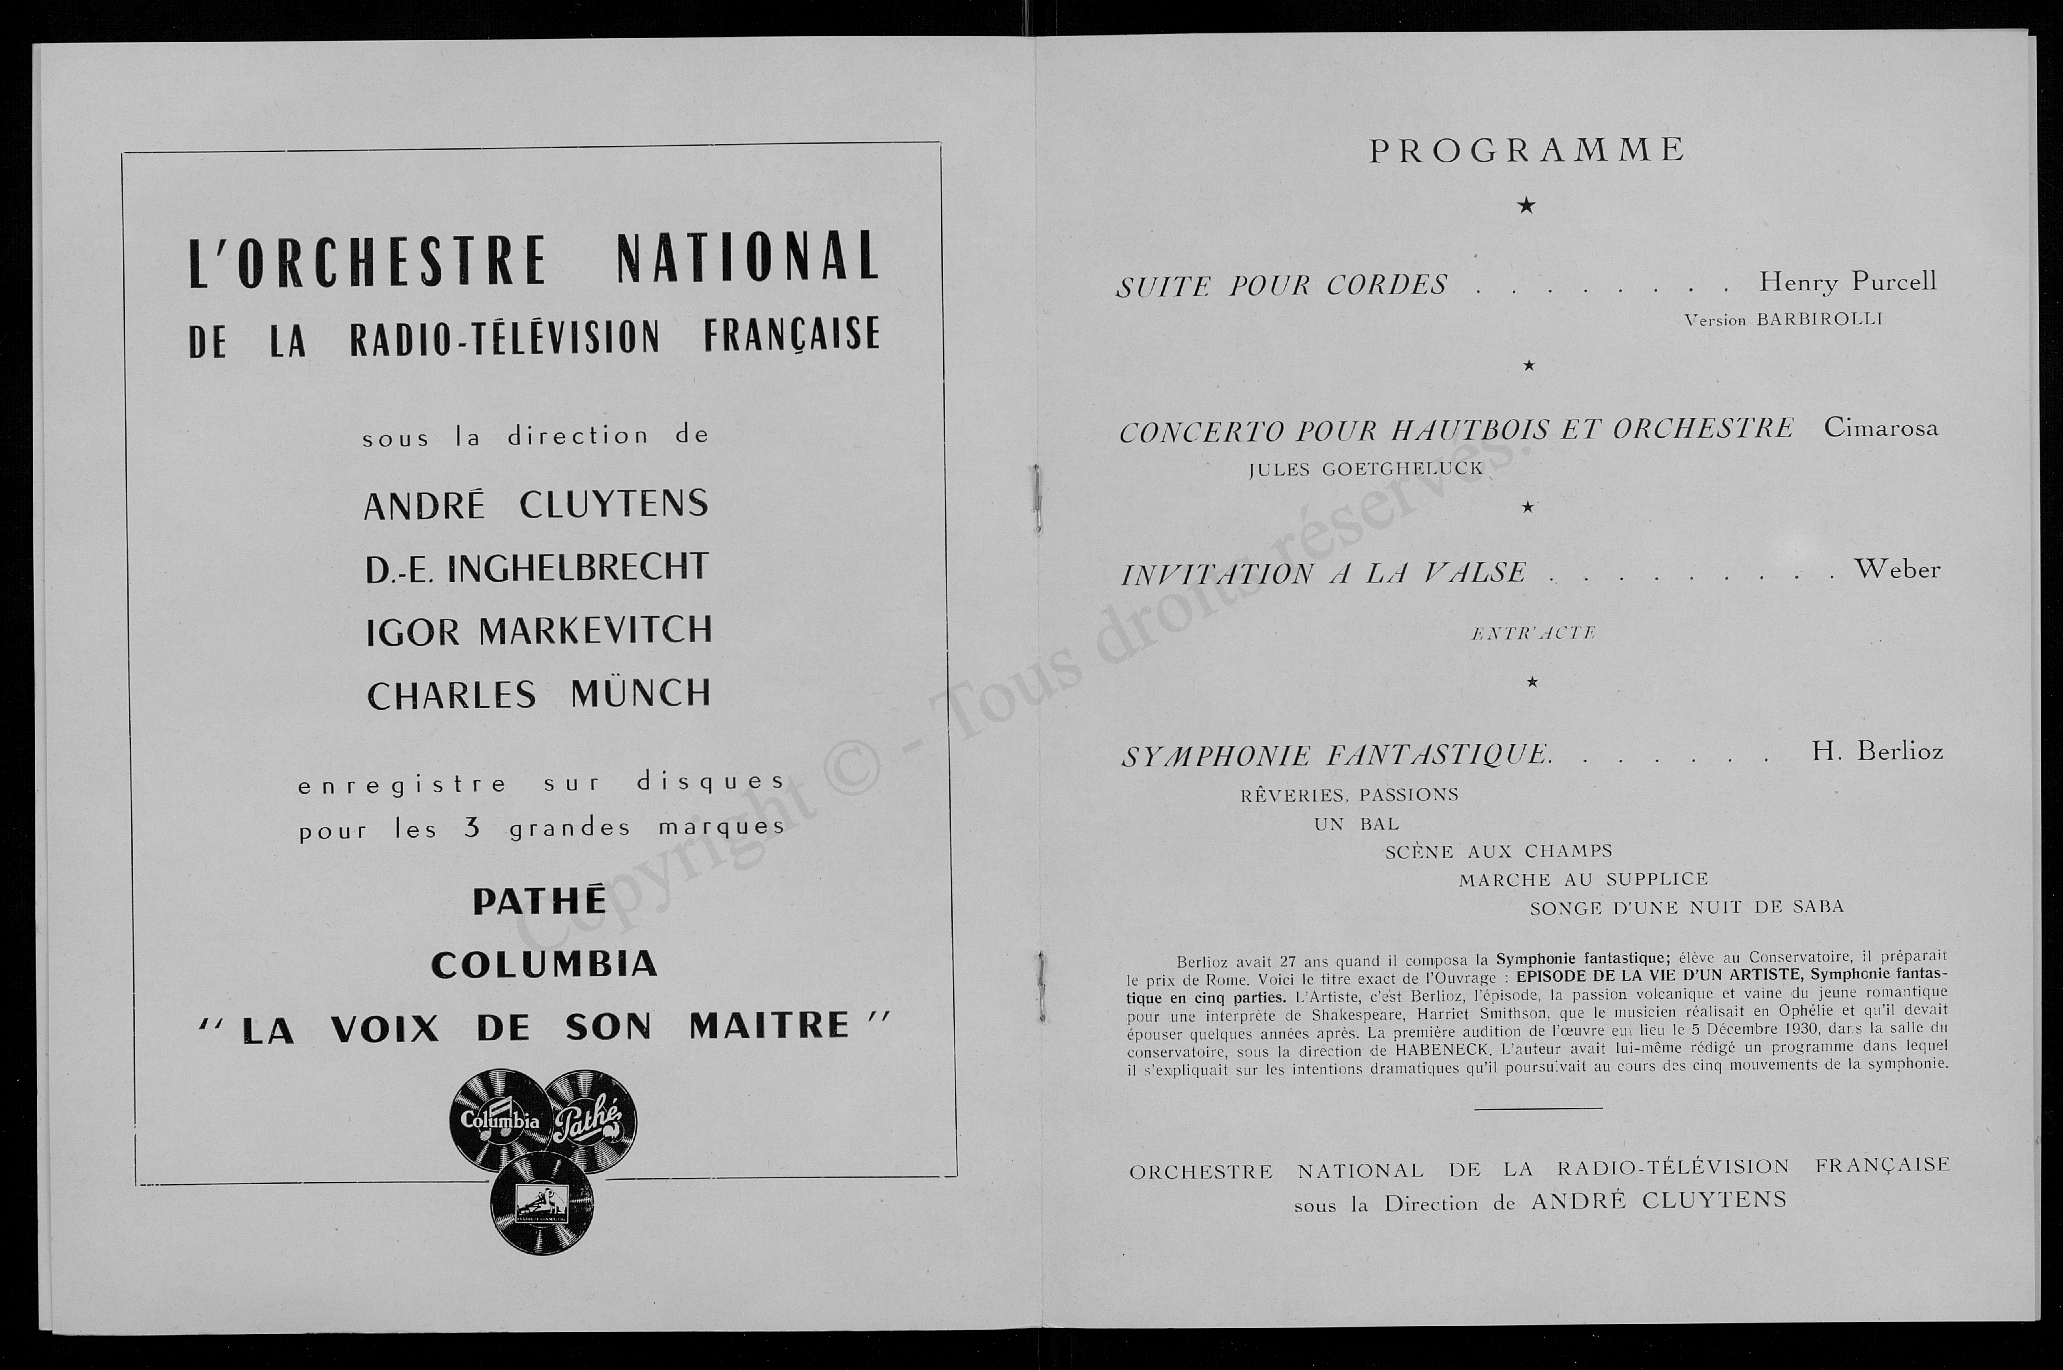 L'ORCHESTRE NATIONAL
DE LA RADIO-TÉLÉVISION FRANÇAISE
sous la direction de
ANDRÉ CLUYTENS
D.-E. INGHELBRECHT
IGOR MARKEVITCH
CHARLES MÜNCH
enregistre sur disques
pour les 3 grandes marques
PATHÉ
COLUMBIA
"LA VOIX DE SON MAITRE"
Columbia
Pathé
PROGRAMME
SUITE POUR CORDES . . . . . . . . Henry Purcell
Version BARBIROLLI
CONCERTO POUR HAUTBOIS ET ORCHESTRE Cimarosa
JULES GOETGHELUCK
INVITATION A LA VALSE . . . . . . . . . Weber
ENTR'ACTE
SYMPHONIE FANTASTIQUE. . . . . . . H. Berlioz
RÊVERIES, PASSIONS
UN BAL
SCÈNE AUX CHAMPS
MARCHE AU SUPPLICE
SONGE D'UNE NUIT DE SABA
Berlioz avait 27 ans quand il composa la Symphonie fantastique; élève au Conservatoire, il préparait
le prix de Rome. Voici le titre exact de l'Ouvrage : EPISODE DE LA VIE D'UN ARTISTE, Symphonie fantas-
tique en cinq parties. L'Artiste, c'est Berlioz, l'épisode, la passion volcanique et vaine du jeune romantique
pour une interprète de Shakespeare, Harriet Smithson, que le musicien réalisait en Ophélie et qu'il devait
épouser quelques années après. La première audition de l'œuvre eut lieu le 5 Décembre 1930, dans la salle du
conservatoire, sous la direction de HABENECK. L'auteur avait lui-même rédigé un programme dans lequel
il s'expliquait sur les intentions dramatiques qu'il poursuivait au cours des cinq mouvements de la symphonie.
ORCHESTRE NATIONAL DE LA RADIO-TÉLÉVISION FRANÇAISE
sous la Direction de ANDRÉ CLUYTENS
Copyright © - Tous droits réservés.